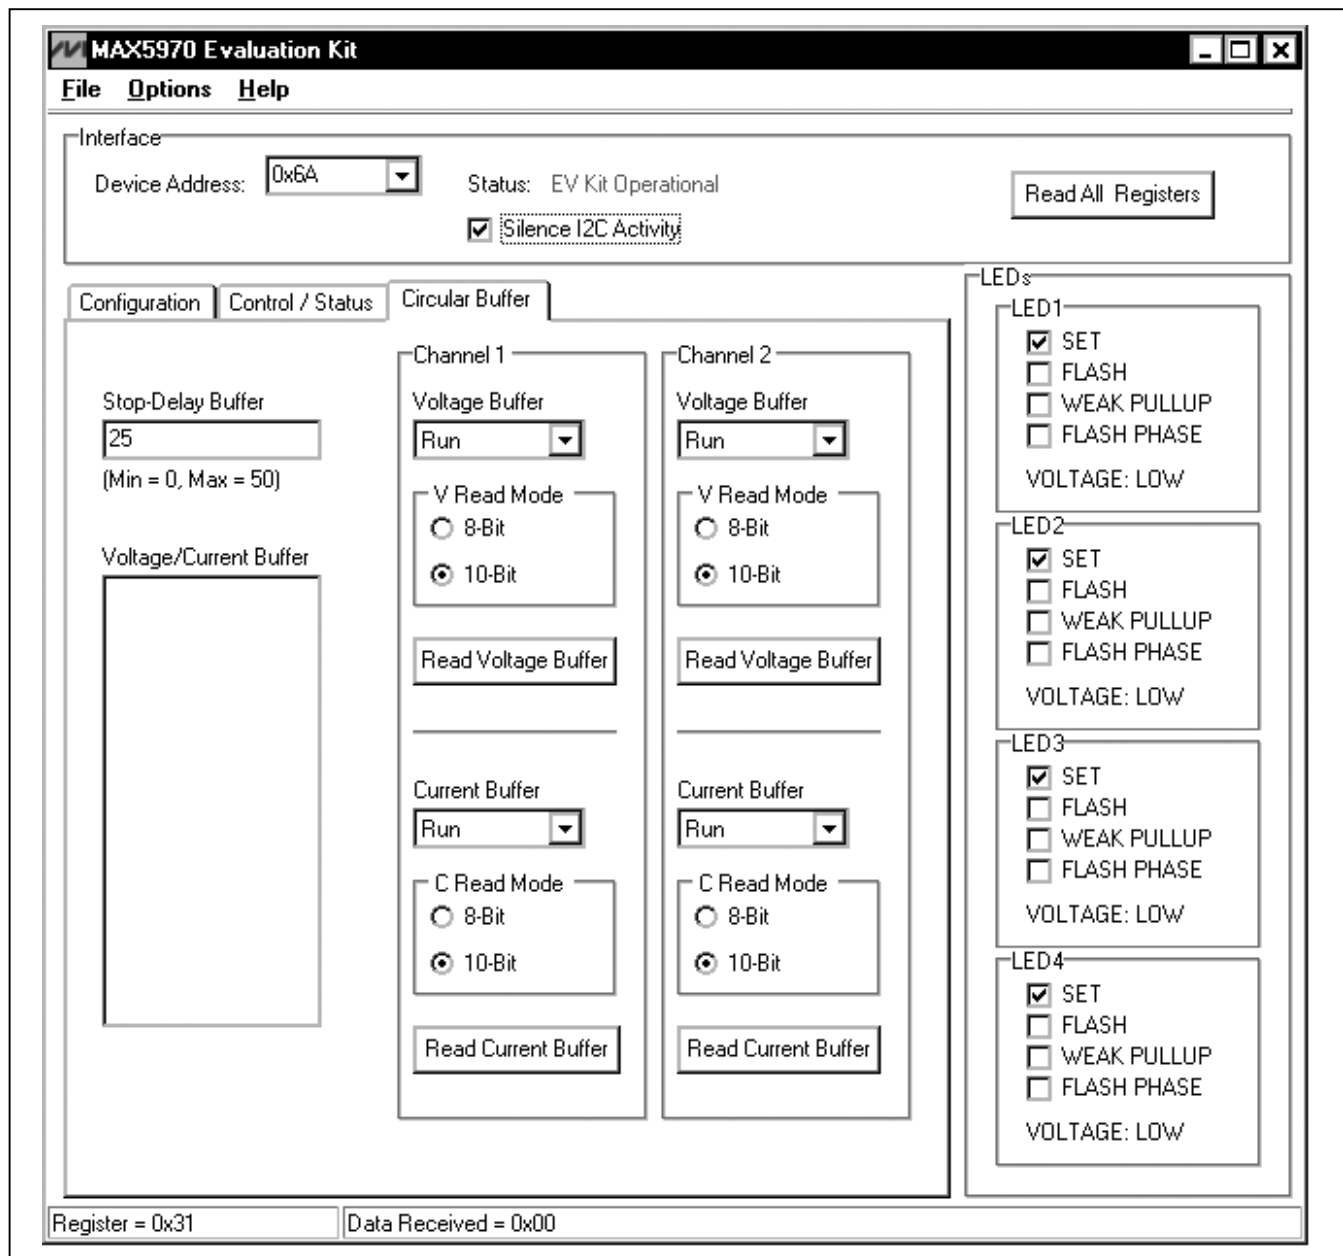 MAX5970 Evaluation Kit
File Options Help
Interface
Device Address: 0x6A Status: EV Kit Operational Read All Registers
Silence I2C Activity
Configuration Control / Status Circular Buffer
Stop-Delay Buffer
25
(Min = 0, Max = 50)
Voltage/Current Buffer
Channel 1
Voltage Buffer
Run
V Read Mode
8-Bit
10-Bit
Read Voltage Buffer
Current Buffer
Run
C Read Mode
8-Bit
10-Bit
Read Current Buffer
Channel 2
Voltage Buffer
Run
V Read Mode
8-Bit
10-Bit
Read Voltage Buffer
Current Buffer
Run
C Read Mode
8-Bit
10-Bit
Read Current Buffer
LEDs
LED1
SET
FLASH
WEAK PULLUP
FLASH PHASE
VOLTAGE: LOW
LED2
SET
FLASH
WEAK PULLUP
FLASH PHASE
VOLTAGE: LOW
LED3
SET
FLASH
WEAK PULLUP
FLASH PHASE
VOLTAGE: LOW
LED4
SET
FLASH
WEAK PULLUP
FLASH PHASE
VOLTAGE: LOW
Register = 0x31 Data Received = 0x00